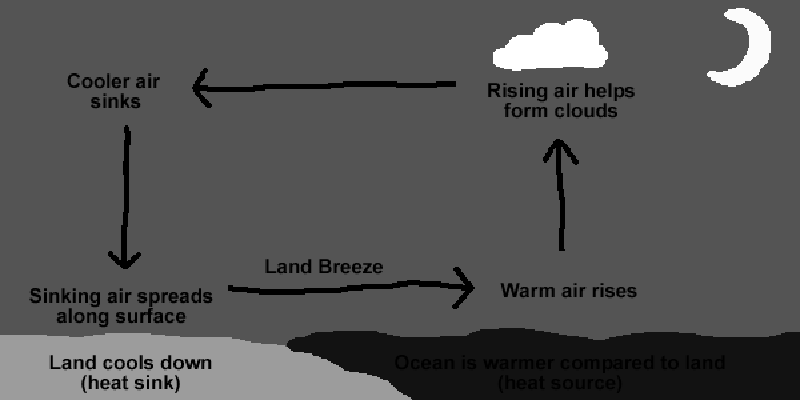 Cooler air
sinks
Rising air helps
form clouds
Land Breeze
Sinking air spreads
along surface
Warm air rises
Land cools down
(heat sink)
Ocean is warmer compared to land
(heat source)